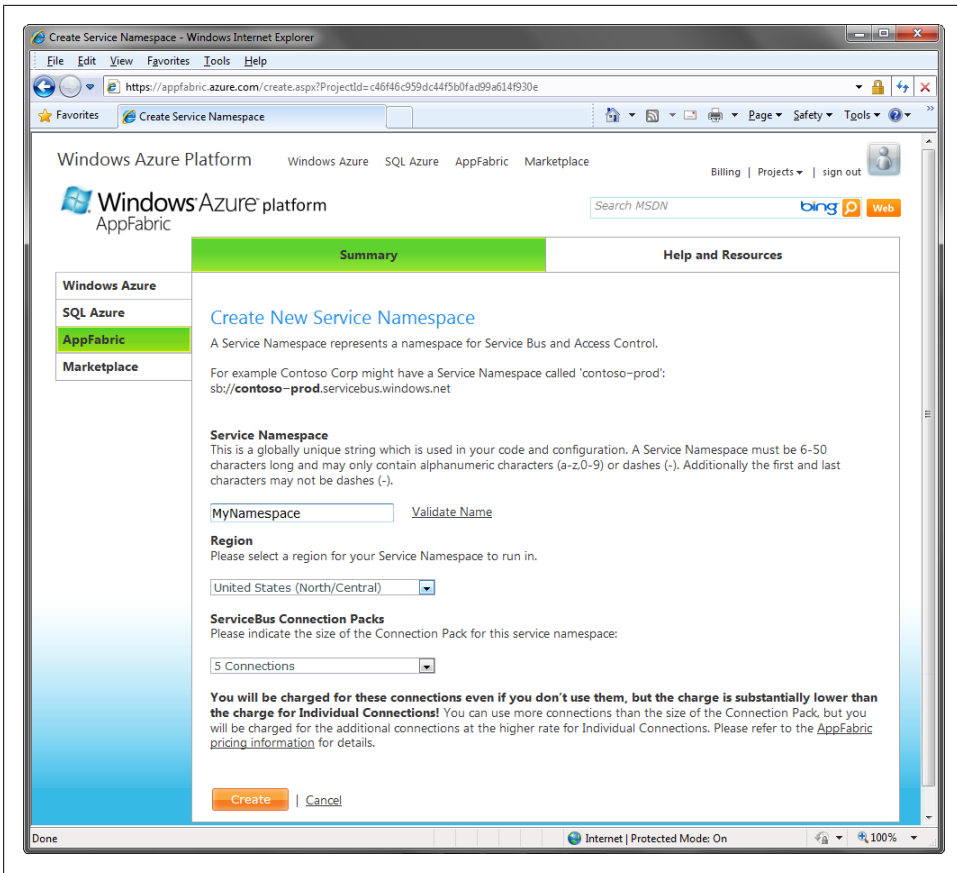 Create Service Namespace - Windows Internet Explorer
File Edit View Favorites Tools Help
https://appfabric.azure.com/create.aspx?ProjectId=c46f46c959dc44f5b0fad99a614f930e
Favorites Create Service Namespace Page Safety Tools
Windows Azure Platform Windows Azure SQL Azure AppFabric Marketplace
Billing | Projects | sign out
Windows Azure platform
AppFabric
Search MSDN bing Web
Summary Help and Resources
Windows Azure
SQL Azure
AppFabric
Marketplace
Create New Service Namespace
A Service Namespace represents a namespace for Service Bus and Access Control.
For example Contoso Corp might have a Service Namespace called 'contoso-prod':
sb://contoso-prod.servicebus.windows.net
Service Namespace
This is a globally unique string which is used in your code and configuration. A Service Namespace must be 6-50
characters long and may only contain alphanumeric characters (a-z,0-9) or dashes (-). Additionally the first and last
characters may not be dashes (-).
MyNamespace Validate Name
Region
Please select a region for your Service Namespace to run in.
United States (North/Central)
ServiceBus Connection Packs
Please indicate the size of the Connection Pack for this service namespace:
5 Connections
You will be charged for these connections even if you don't use them, but the charge is substantially lower than
the charge for Individual Connections! You can use more connections than the size of the Connection Pack, but you
will be charged for the additional connections at the higher rate for Individual Connections. Please refer to the AppFabric
pricing information for details.
Create | Cancel
Done Internet | Protected Mode: On 100%